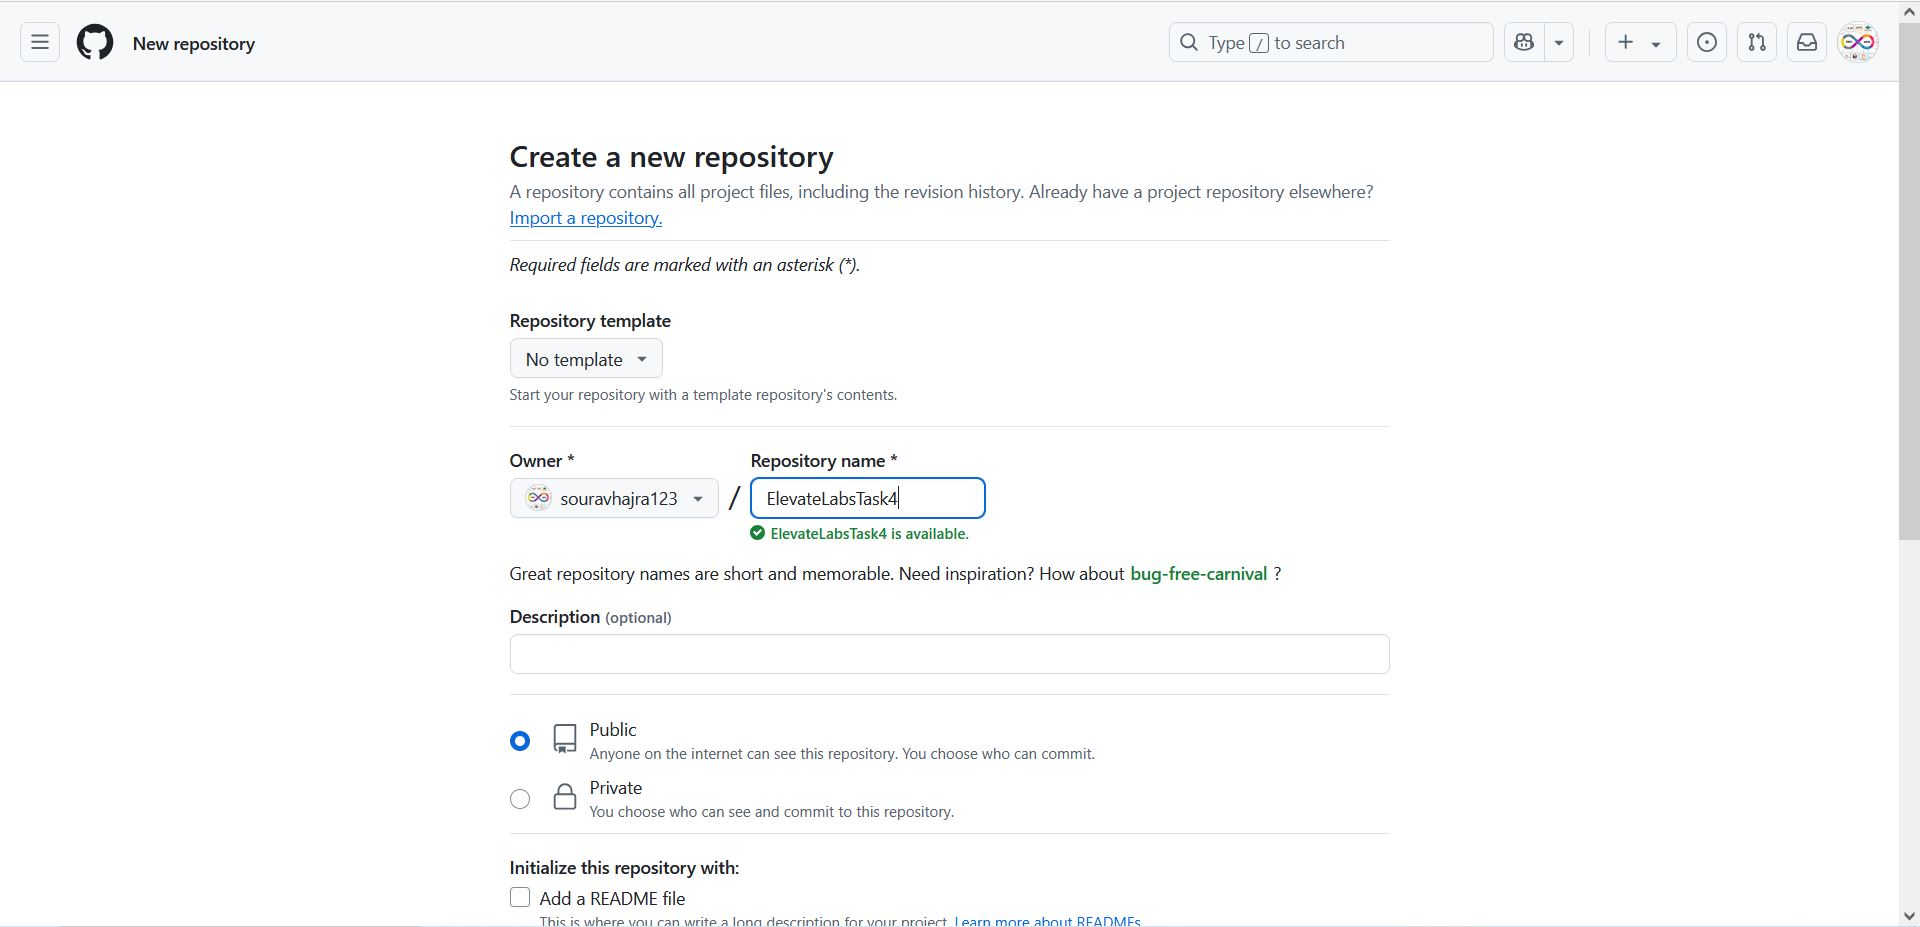 New repository
Type / to search
Create a new repository
A repository contains all project files, including the revision history. Already have a project repository elsewhere?
Import a repository.
Required fields are marked with an asterisk (*).
Repository template
No template
Start your repository with a template repository's contents.
Owner *
Repository name *
souravhajra123
/
ElevateLabsTask4
ElevateLabsTask4 is available.
Great repository names are short and memorable. Need inspiration? How about bug-free-carnival ?
Description (optional)
Public
Anyone on the internet can see this repository. You choose who can commit.
Private
You choose who can see and commit to this repository.
Initialize this repository with:
Add a README file
This is where you can write a long description for your project. Learn more about READMEs.